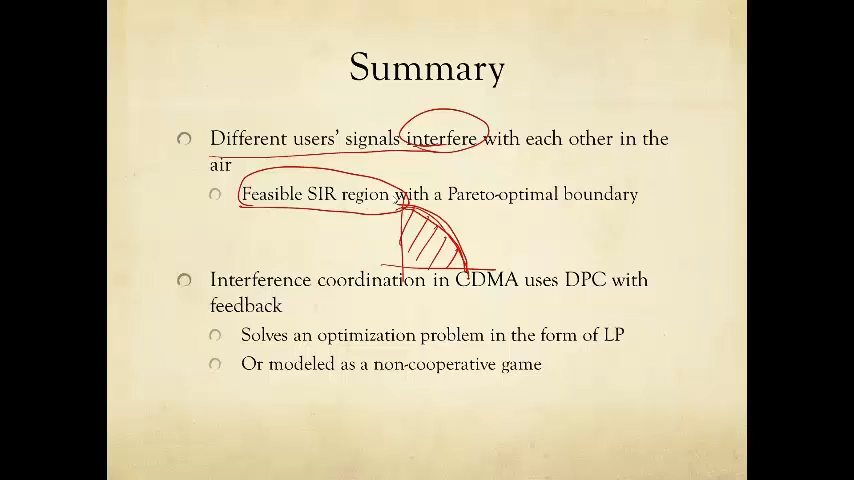 Summary
Different users' signals interfere with each other in the
air
Feasible SIR region with a Pareto-optimal boundary
Interference coordination in CDMA uses DPC with
feedback
Solves an optimization problem in the form of LP
Or modeled as a non-cooperative game